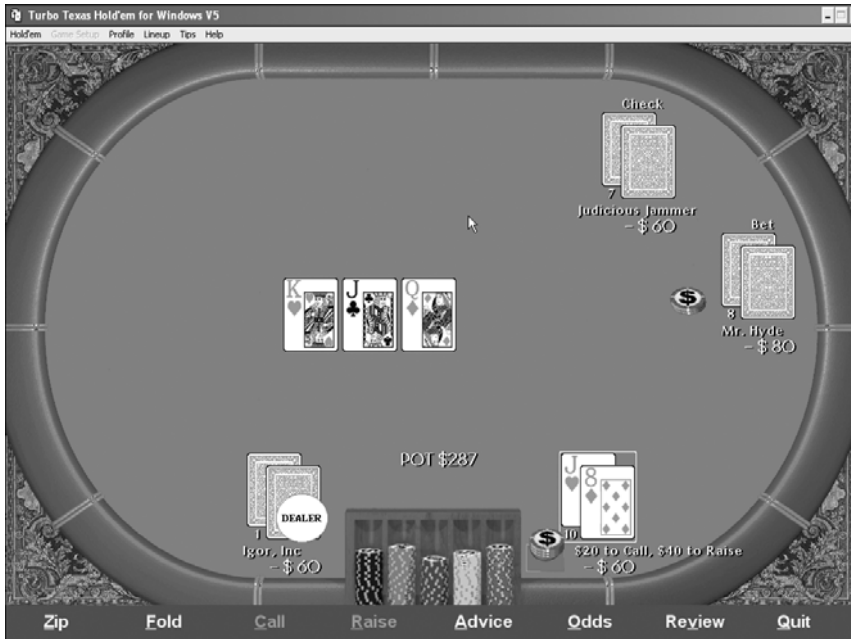 Turbo Texas Hold'em for Windows V5
Hold'em Game Setup Profile Lineup Tips Help
Check
7
Judicious Jammer
- $ 60
Bet
8
Mr. Hyde
- $ 80
$
K J Q
POT $287
J
8
10
$
$20 to Call, $40 to Raise
- $ 60
DEALER
1
Igor, Inc
- $ 60
Zip Fold Call Raise Advice Odds Review Quit